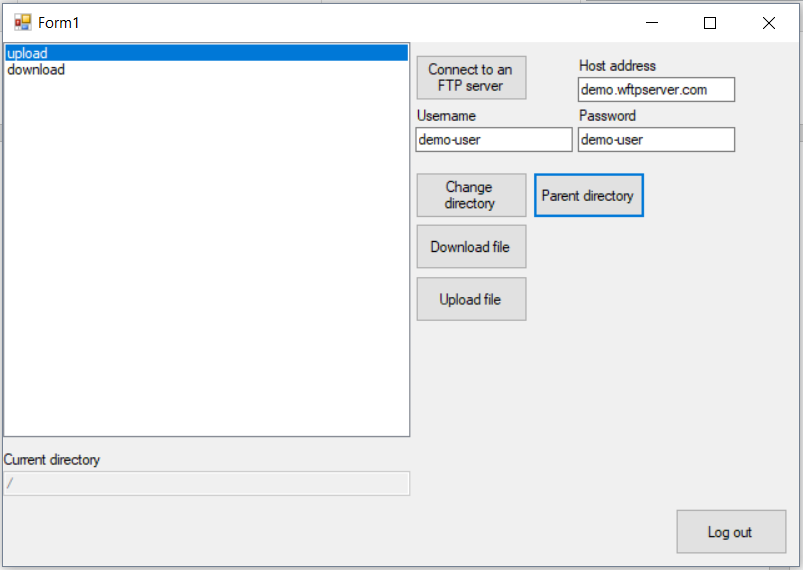 Form1
upload
download
Connect to an
FTP server
Host address
demo.wftpserver.com
Username
Password
demo-user
demo-user
Change
directory
Parent directory
Download file
Upload file
Current directory
/
Log out